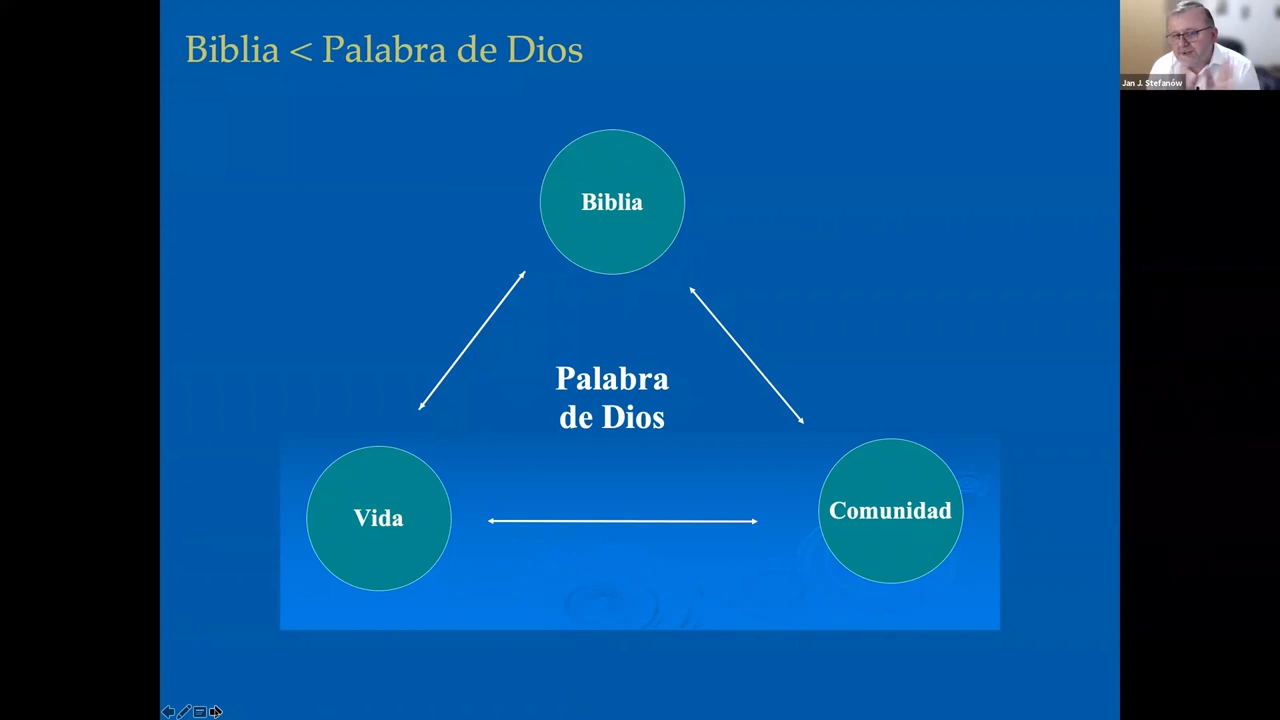 Biblia < Palabra de Dios
Jan J. Stefanów
Biblia
Palabra
de Dios
Vida
Comunidad